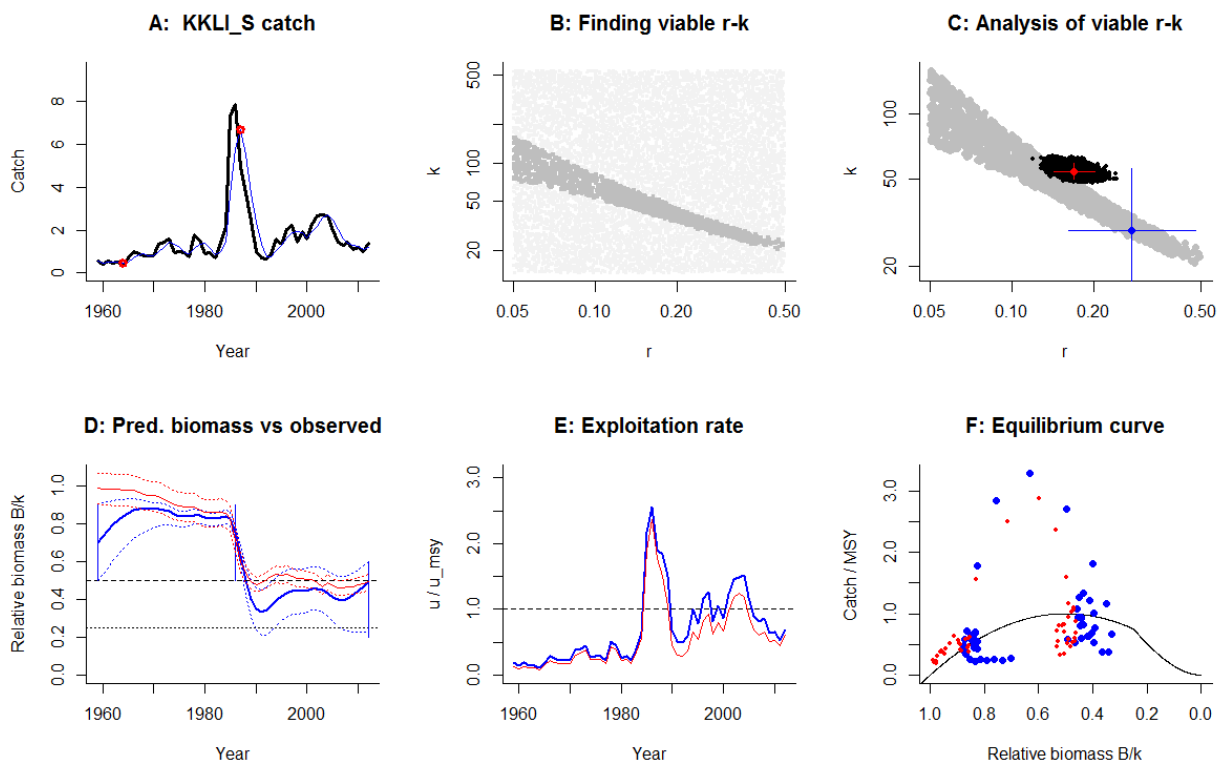 A: KKLI_S catch
B: Finding viable r-k
C: Analysis of viable r-k
Catch
0
2
4
6
8
1960
1980
2000
Year
k
20
50
100
500
0.05
0.10
0.20
0.50
r
k
20
50
100
0.05
0.10
0.20
0.50
r
D: Pred. biomass vs observed
E: Exploitation rate
F: Equilibrium curve
Relative biomass B/k
0.0
0.2
0.4
0.6
0.8
1.0
1960
1980
2000
Year
u / u_msy
0.0
1.0
2.0
3.0
1960
1980
2000
Year
Catch / MSY
0.0
1.0
2.0
3.0
1.0
0.8
0.6
0.4
0.2
0.0
Relative biomass B/k